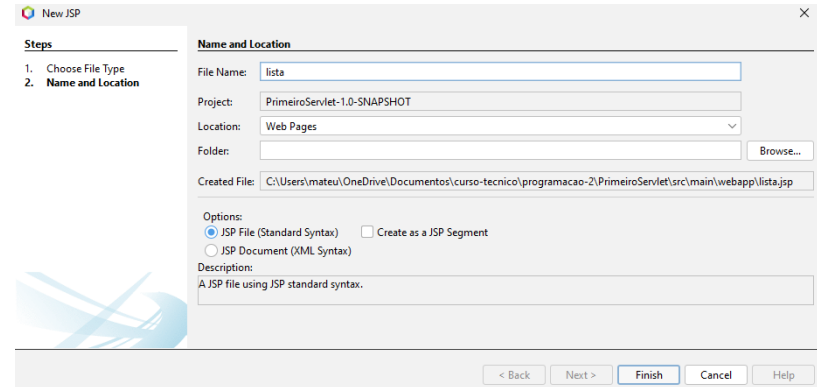 New JSP
Steps
1. Choose File Type
2. Name and Location
Name and Location
File Name: lista
Project: PrimeiroServlet-1.0-SNAPSHOT
Location: Web Pages
Folder: Browse...
Created File: C:\Users\mateu\OneDrive\Documentos\curso-tecnico\programacao-2\PrimeiroServlet\src\main\webapp\lista.jsp
Options:
JSP File (Standard Syntax) Create as a JSP Segment
JSP Document (XML Syntax)
Description:
A JSP file using JSP standard syntax.
< Back Next > Finish Cancel Help